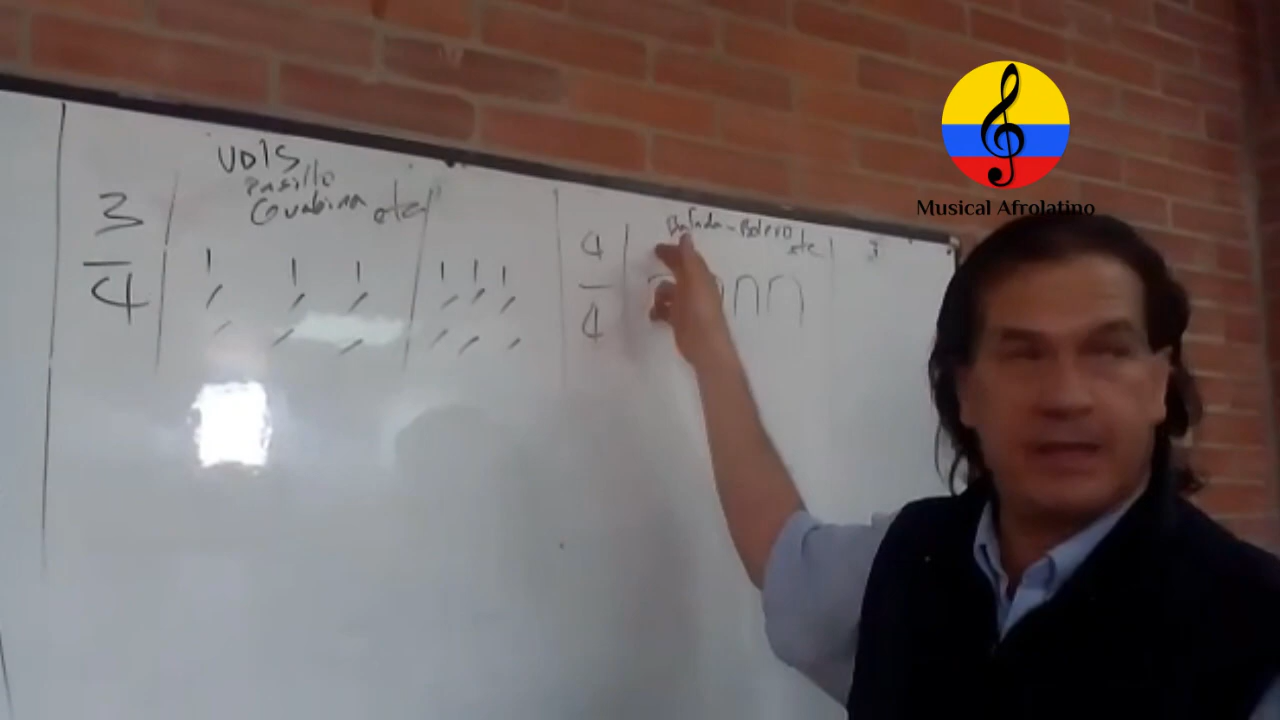 3
4
Vals
Pasillo
Guabina etc
4
4
Balada - Bolero
etc.
Musical Afrolatino